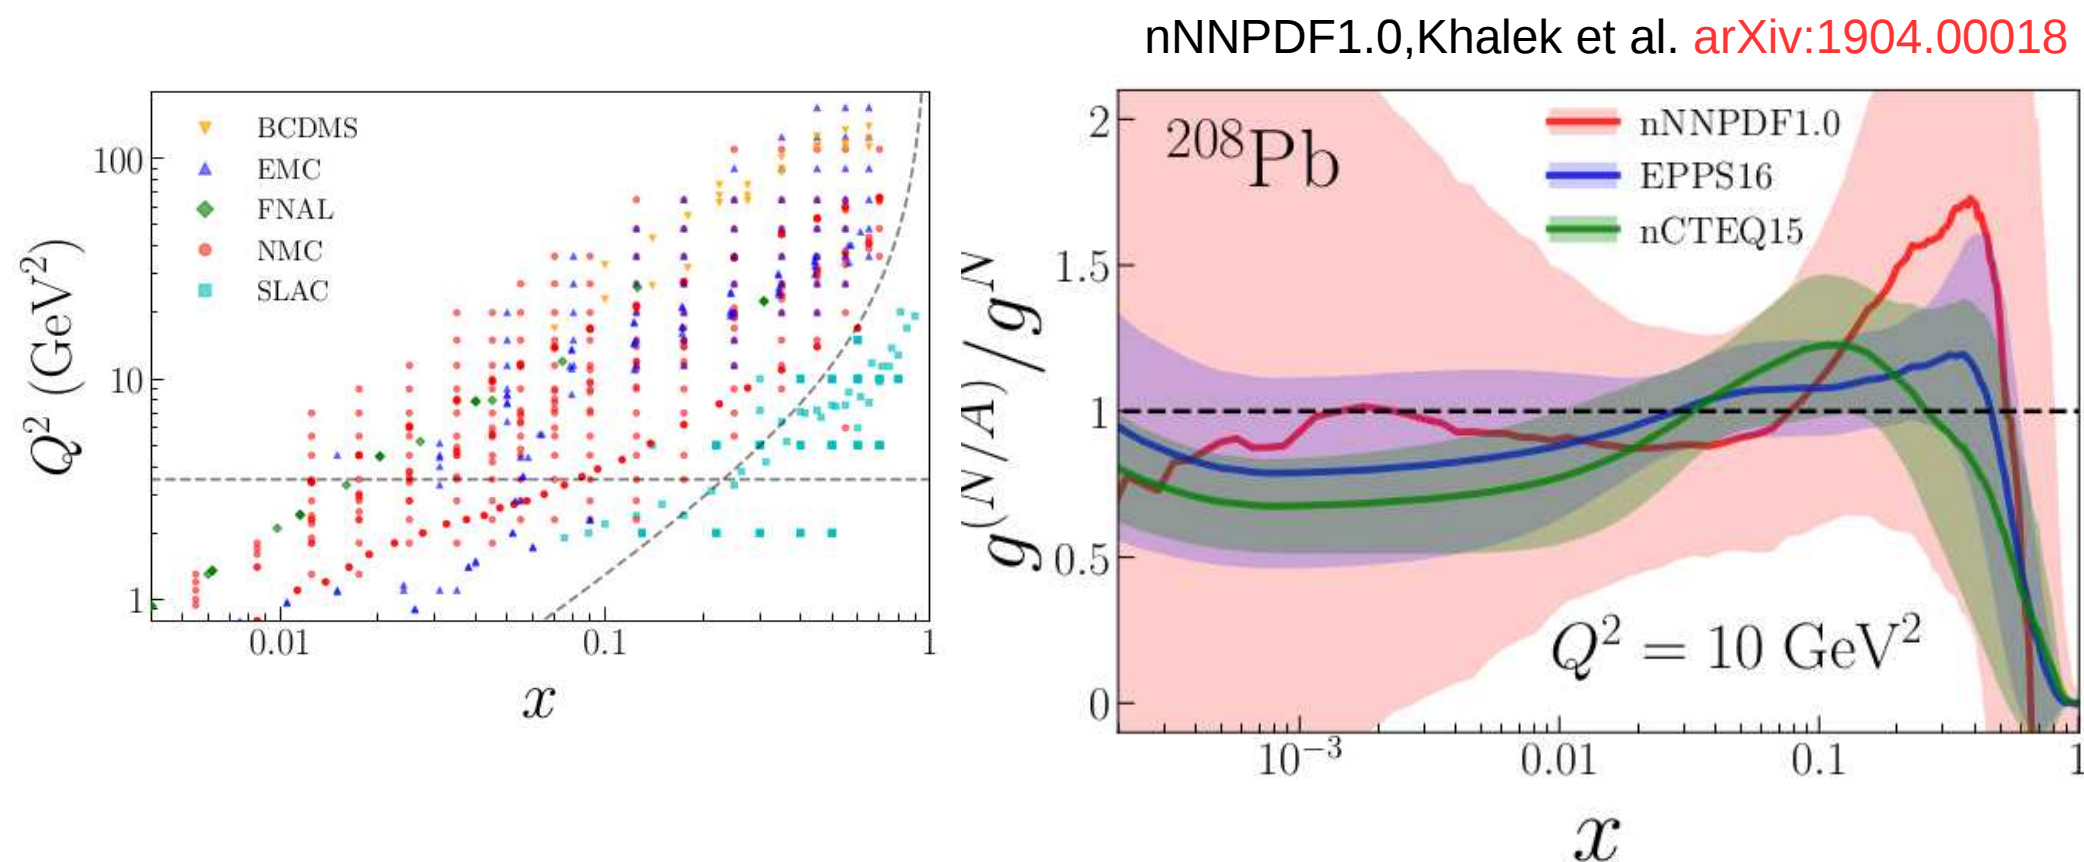 nNNPDF1.0,Khalek et al. arXiv:1904.00018
BCDMS
EMC
FNAL
NMC
SLAC
100
10
1
Q² (GeV²)
0.01
0.1
1
x
²⁰⁸Pb
nNNPDF1.0
EPPS16
nCTEQ15
2
1.5
1
0.5
0
g^(N/A)/g^N
Q² = 10 GeV²
10⁻³
0.01
0.1
1
x